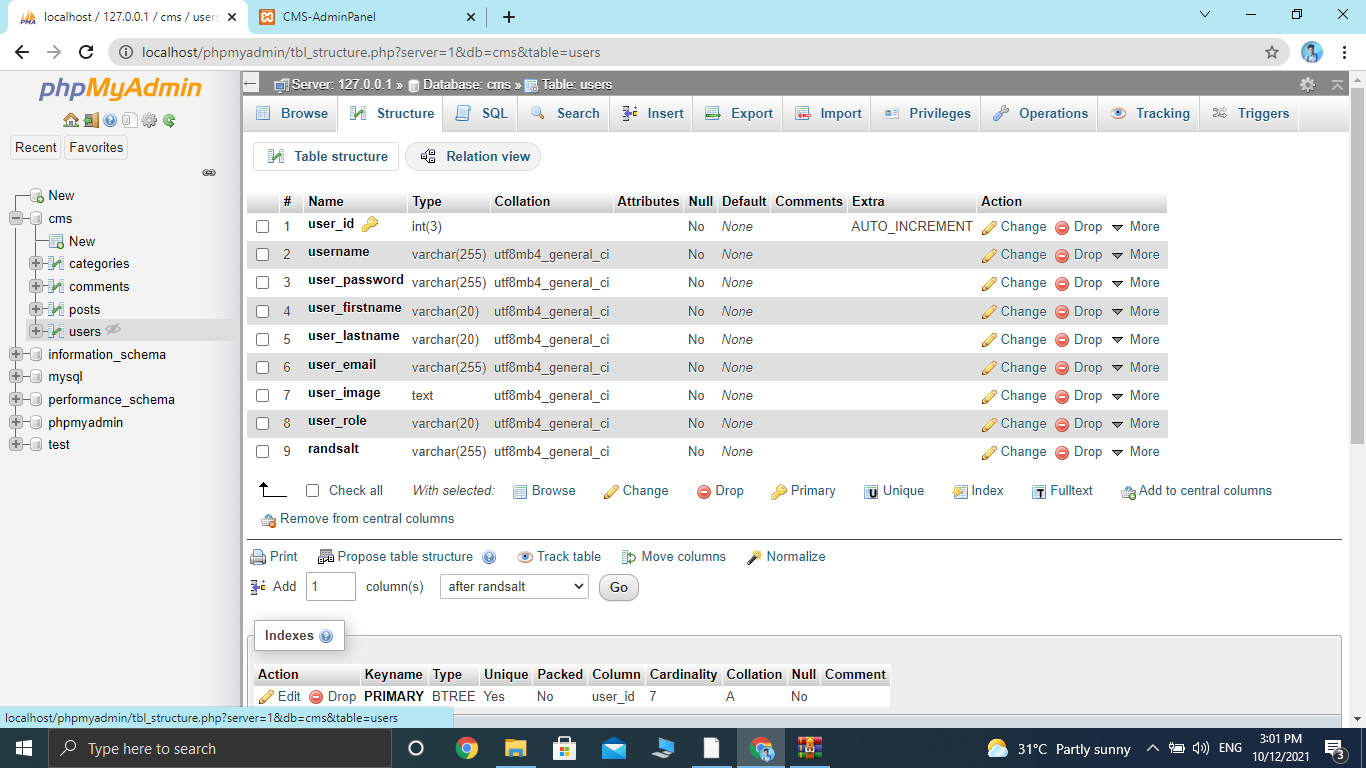 localhost / 127.0.0.1 / cms / users
CMS-AdminPanel
localhost/phpmyadmin/tbl_structure.php?server=1&db=cms&table=users
phpMyAdmin
Recent Favorites
New
cms
New
categories
comments
posts
users
information_schema
mysql
performance_schema
phpmyadmin
test
Server: 127.0.0.1 » Database: cms » Table: users
Browse Structure SQL Search Insert Export Import Privileges Operations Tracking Triggers
Table structure Relation view
# Name Type Collation Attributes Null Default Comments Extra Action
1 user_id int(3) No None AUTO_INCREMENT Change Drop More
2 username varchar(255) utf8mb4_general_ci No None Change Drop More
3 user_password varchar(255) utf8mb4_general_ci No None Change Drop More
4 user_firstname varchar(20) utf8mb4_general_ci No None Change Drop More
5 user_lastname varchar(20) utf8mb4_general_ci No None Change Drop More
6 user_email varchar(255) utf8mb4_general_ci No None Change Drop More
7 user_image text utf8mb4_general_ci No None Change Drop More
8 user_role varchar(20) utf8mb4_general_ci No None Change Drop More
9 randsalt varchar(255) utf8mb4_general_ci No None Change Drop More
Check all With selected: Browse Change Drop Primary Unique Index Fulltext Add to central columns
Remove from central columns
Print Propose table structure Track table Move columns Normalize
Add 1 column(s) after randsalt Go
Indexes
Action Keyname Type Unique Packed Column Cardinality Collation Null Comment
Edit Drop PRIMARY BTREE Yes No user_id 7 A No
localhost/phpmyadmin/tbl_structure.php?server=1&db=cms&table=users
Type here to search
31°C Partly sunny
ENG
3:01 PM
10/12/2021
3